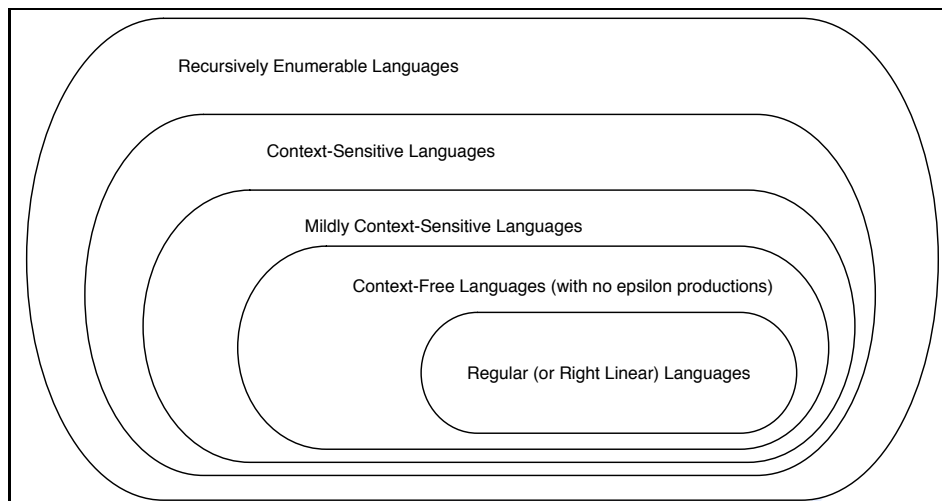 Recursively Enumerable Languages
Context-Sensitive Languages
Mildly Context-Sensitive Languages
Context-Free Languages (with no epsilon productions)
Regular (or Right Linear) Languages